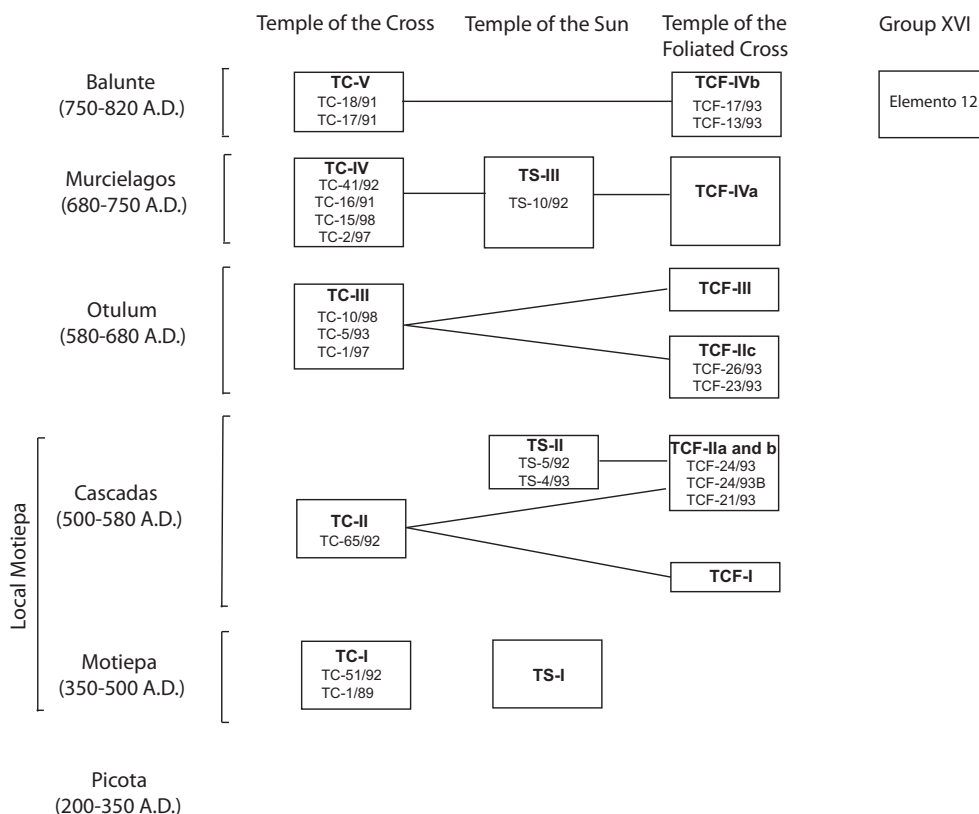 Temple of the Cross
Temple of the Sun
Temple of the
Foliated Cross
Group XVI
Balunte
(750-820 A.D.)
TC-V
TC-18/91
TC-17/91
TCF-IVb
TCF-17/93
TCF-13/93
Elemento 12
Murcielagos
(680-750 A.D.)
TC-IV
TC-41/92
TC-16/91
TC-15/98
TC-2/97
TS-III
TS-10/92
TCF-IVa
Otulum
(580-680 A.D.)
TC-III
TC-10/98
TC-5/93
TC-1/97
TCF-III
TCF-IIc
TCF-26/93
TCF-23/93
Local Motiepa
Cascadas
(500-580 A.D.)
TC-II
TC-65/92
TS-II
TS-5/92
TS-4/93
TCF-IIa and b
TCF-24/93
TCF-24/93B
TCF-21/93
TCF-I
Motiepa
(350-500 A.D.)
TC-I
TC-51/92
TC-1/89
TS-I
Picota
(200-350 A.D.)